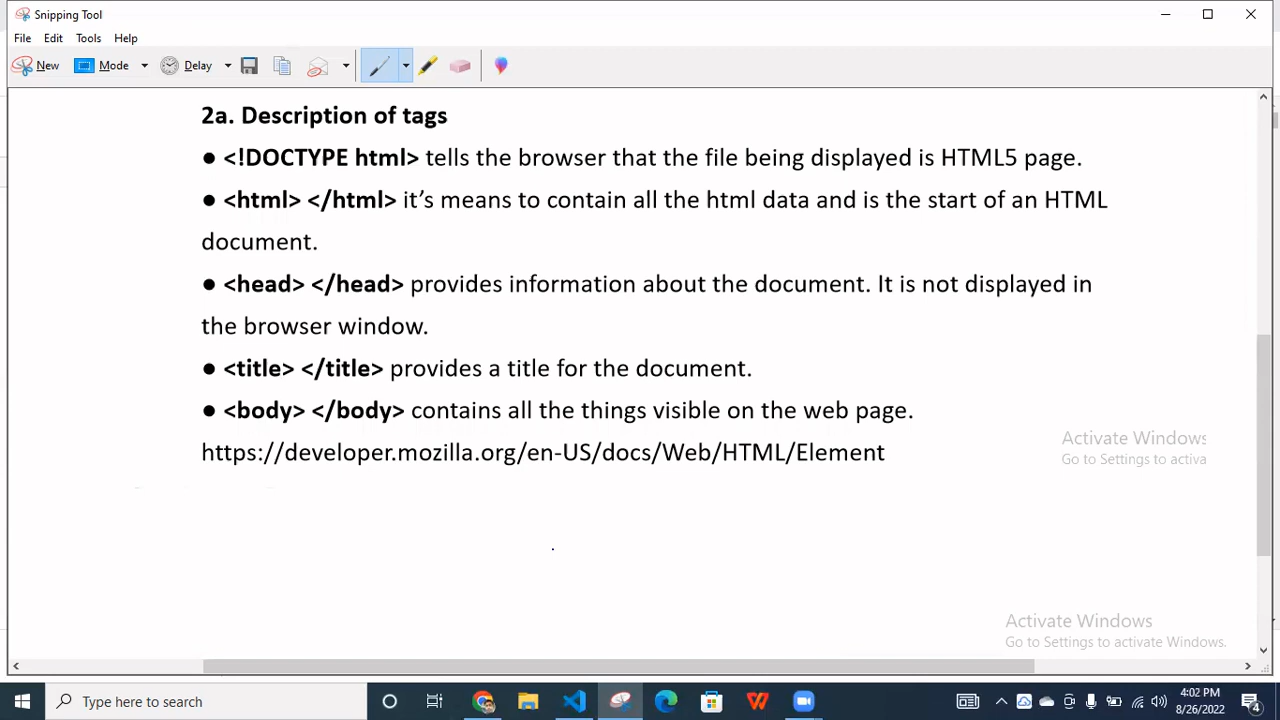 Snipping Tool
File Edit Tools Help
New Mode Delay
2a. Description of tags
● <!DOCTYPE html> tells the browser that the file being displayed is HTML5 page.
● <html> </html> it’s means to contain all the html data and is the start of an HTML
document.
● <head> </head> provides information about the document. It is not displayed in
the browser window.
● <title> </title> provides a title for the document.
● <body> </body> contains all the things visible on the web page.
https://developer.mozilla.org/en-US/docs/Web/HTML/Element
Activate Windows
Go to Settings to activa
Activate Windows
Go to Settings to activate Windows.
Type here to search
4:02 PM
8/26/2022
4